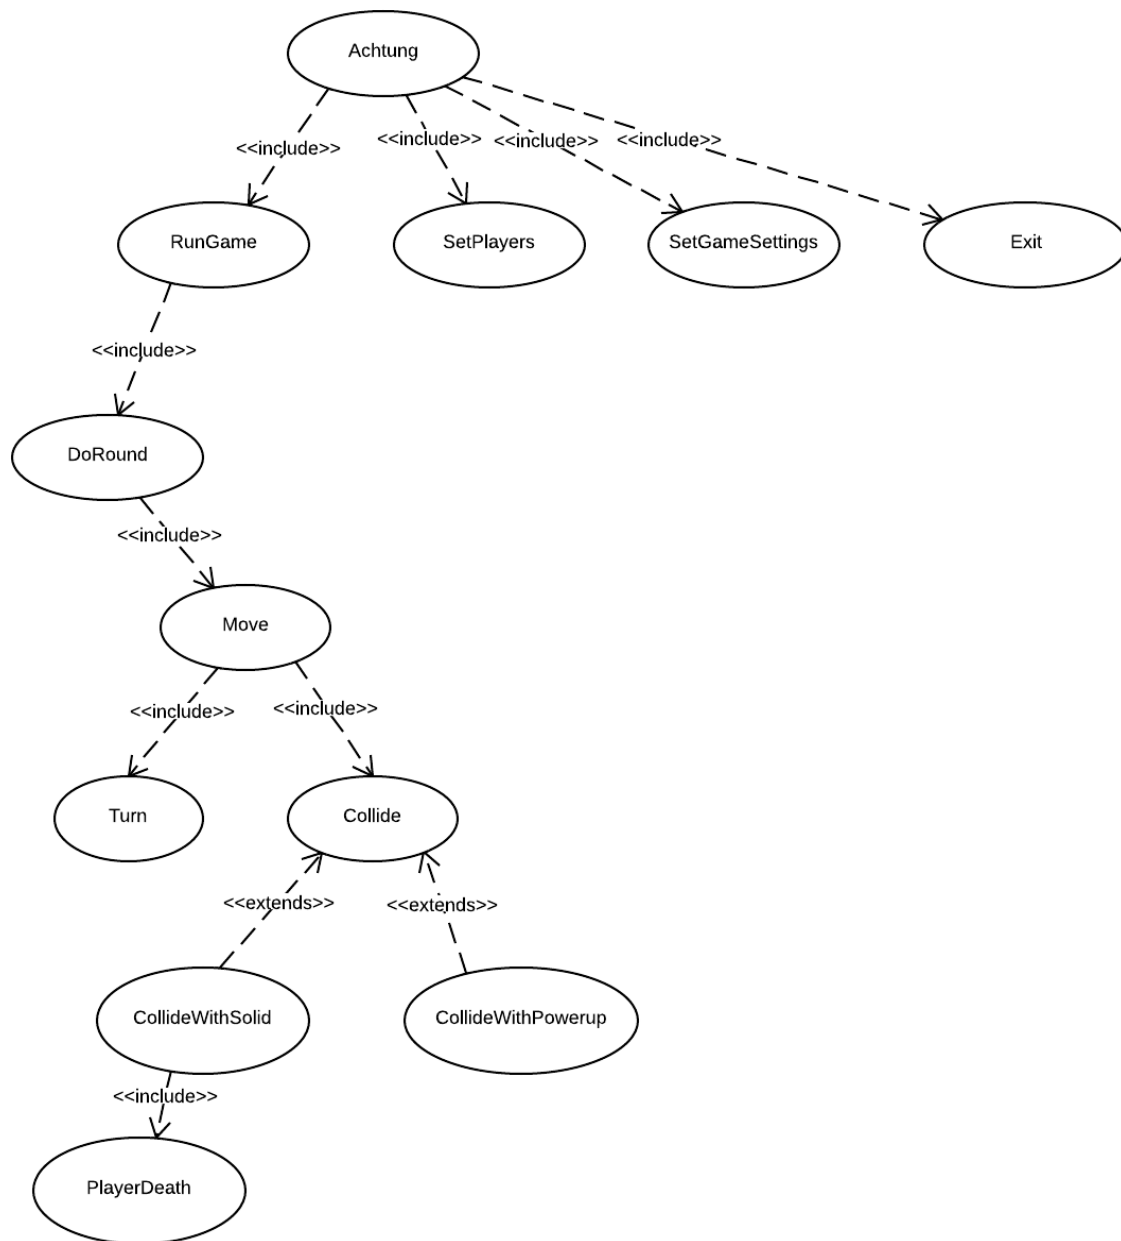 Achtung
<<include>>
<<include>>
<<include>>
<<include>>
RunGame
SetPlayers
SetGameSettings
Exit
<<include>>
DoRound
<<include>>
Move
<<include>>
<<include>>
Turn
Collide
<<extends>>
<<extends>>
CollideWithSolid
CollideWithPowerup
<<include>>
PlayerDeath